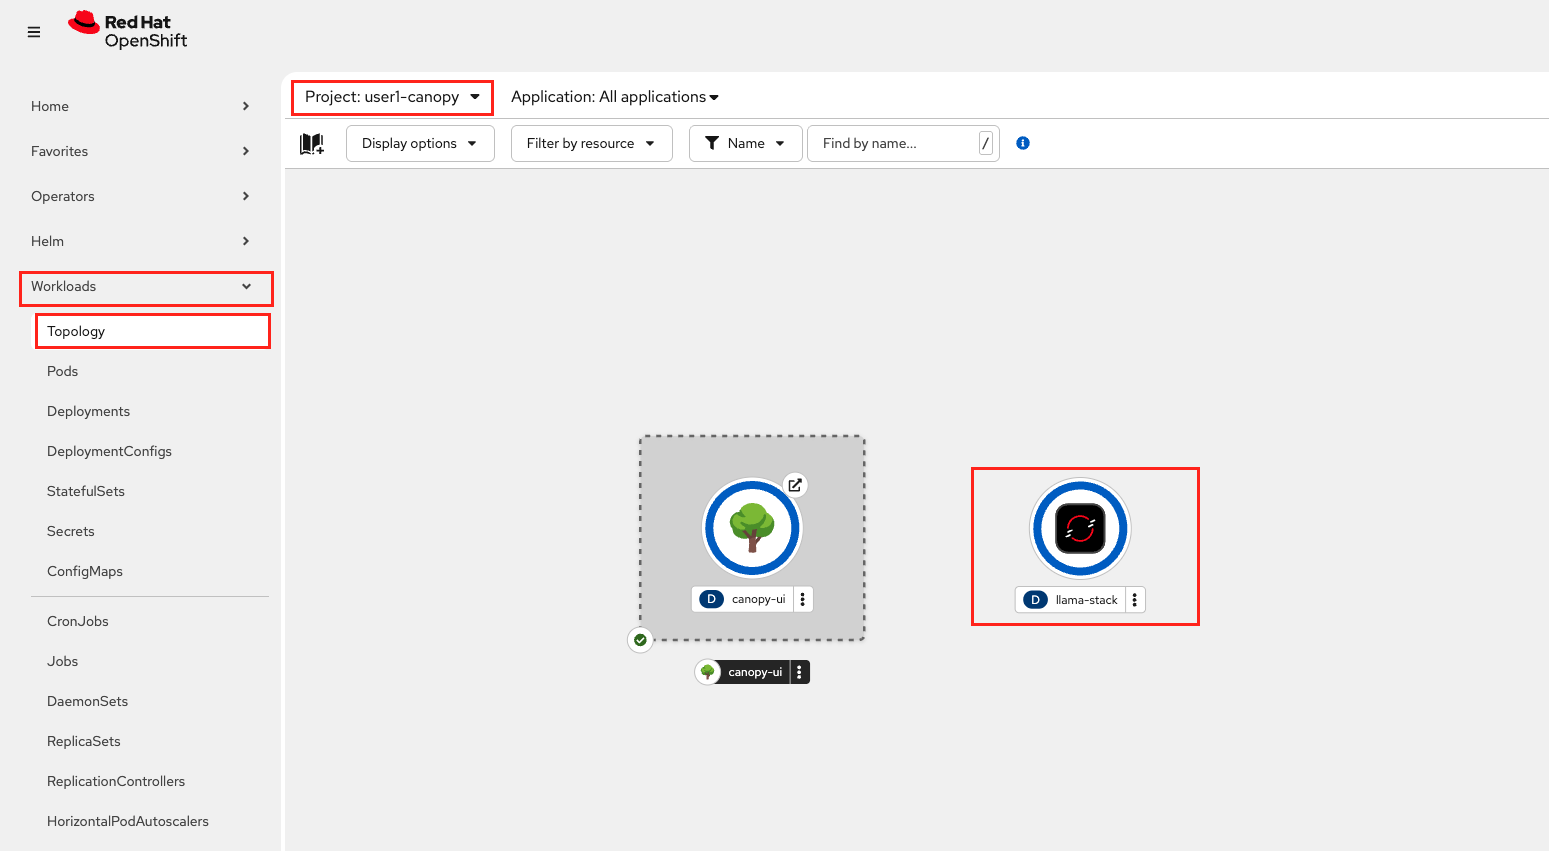 Red Hat
OpenShift
Home
Favorites
Operators
Helm
Workloads
Topology
Pods
Deployments
DeploymentConfigs
StatefulSets
Secrets
ConfigMaps
CronJobs
Jobs
DaemonSets
ReplicaSets
ReplicationControllers
HorizontalPodAutoscalers
Project: user1-canopy Application: All applications
Display options Filter by resource Name Find by name... /
D canopy-ui
canopy-ui
D llama-stack